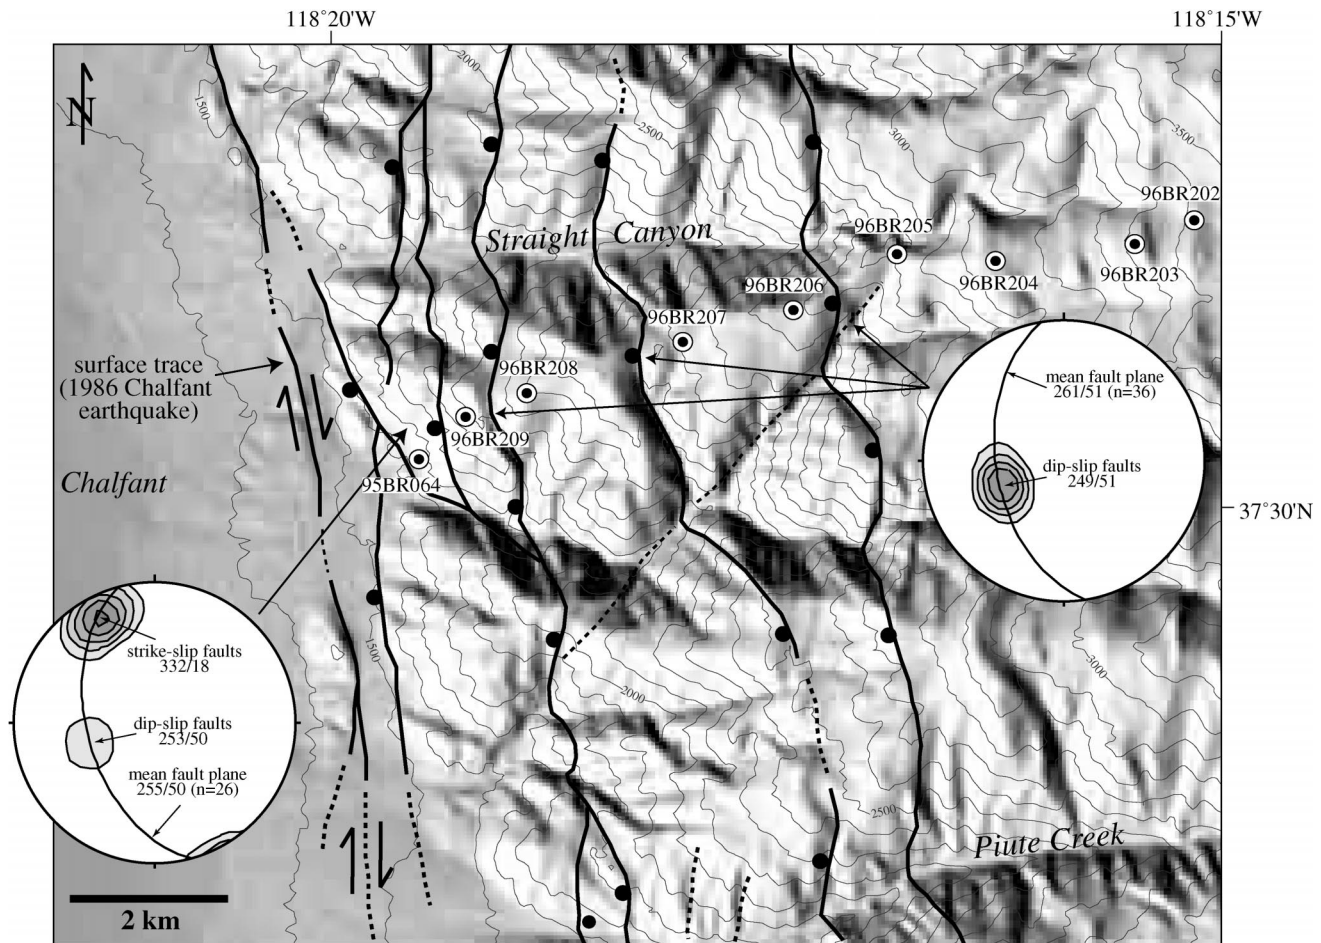 118˚20'W
118˚15'W
N
1500
2000
2500
3000
3500
96BR202
Straight Canyon
96BR205
96BR203
96BR204
96BR206
96BR207
surface trace
(1986 Chalfant
earthquake)
96BR208
mean fault plane
261/51 (n=36)
96BR209
dip-slip faults
249/51
Chalfant
95BR064
37˚30'N
1500
strike-slip faults
332/18
3000
2000
dip-slip faults
253/50
mean fault plane
255/50 (n=26)
2500
Piute Creek
2 km